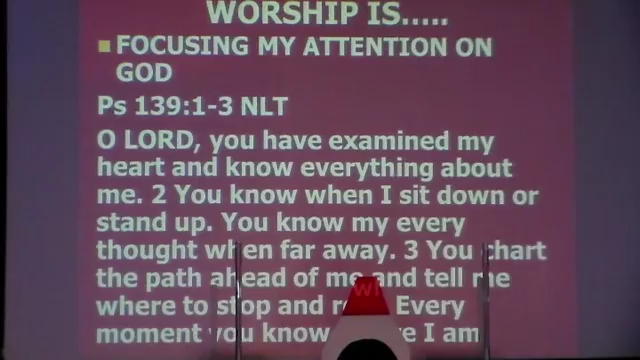 WORSHIP IS.....
FOCUSING MY ATTENTION ON
GOD
Ps 139:1-3 NLT
O LORD, you have examined my
heart and know everything about
me. 2 You know when I sit down or
stand up. You know my every
thought when far away. 3 You chart
the path ahead of me and tell me
where to stop and Every
moment you know I am